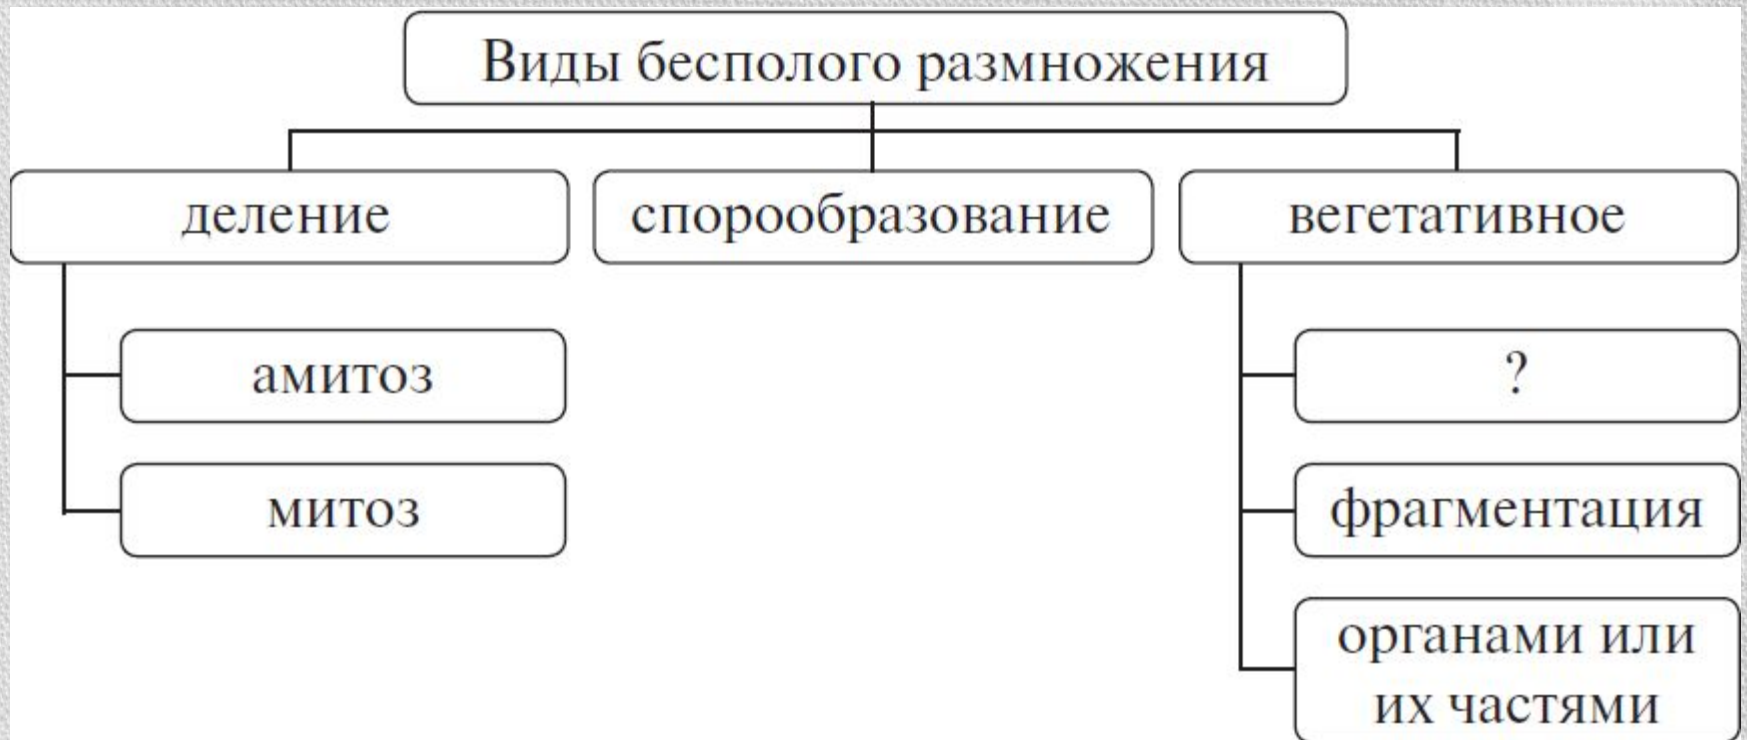 Виды бесполого размножения
деление
спорообразование
вегетативное
амитоз
?
митоз
фрагментация
органами или
их частями